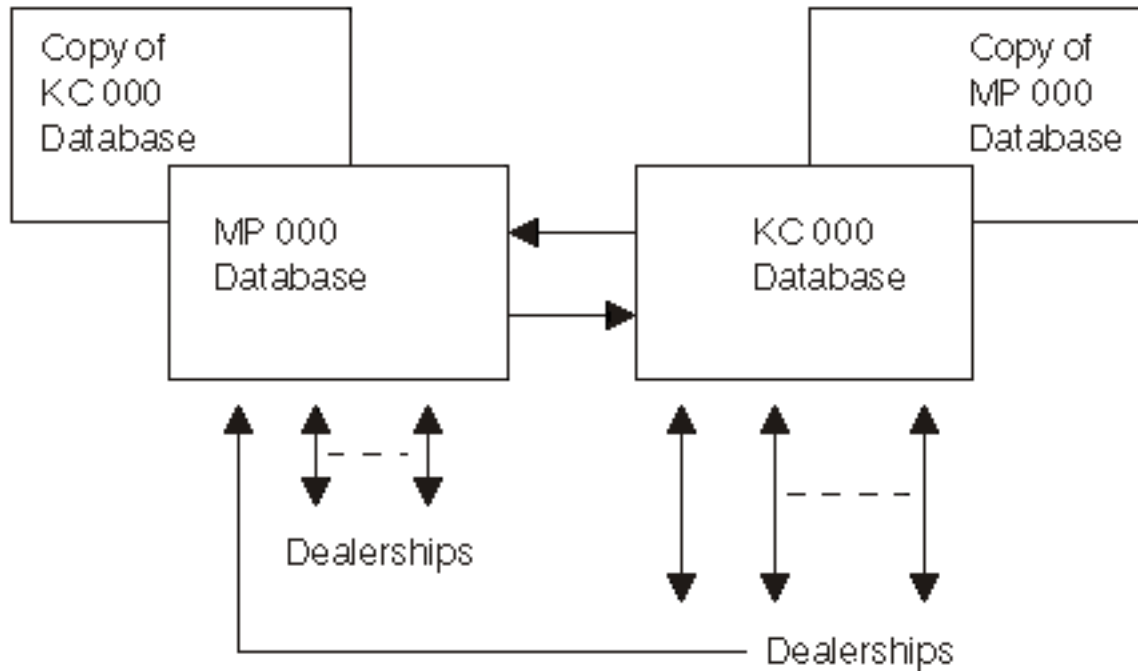 Copy of
KC 000
Database
Copy of
MP 000
Database
MP 000
Database
KC 000
Database
Dealerships
Dealerships